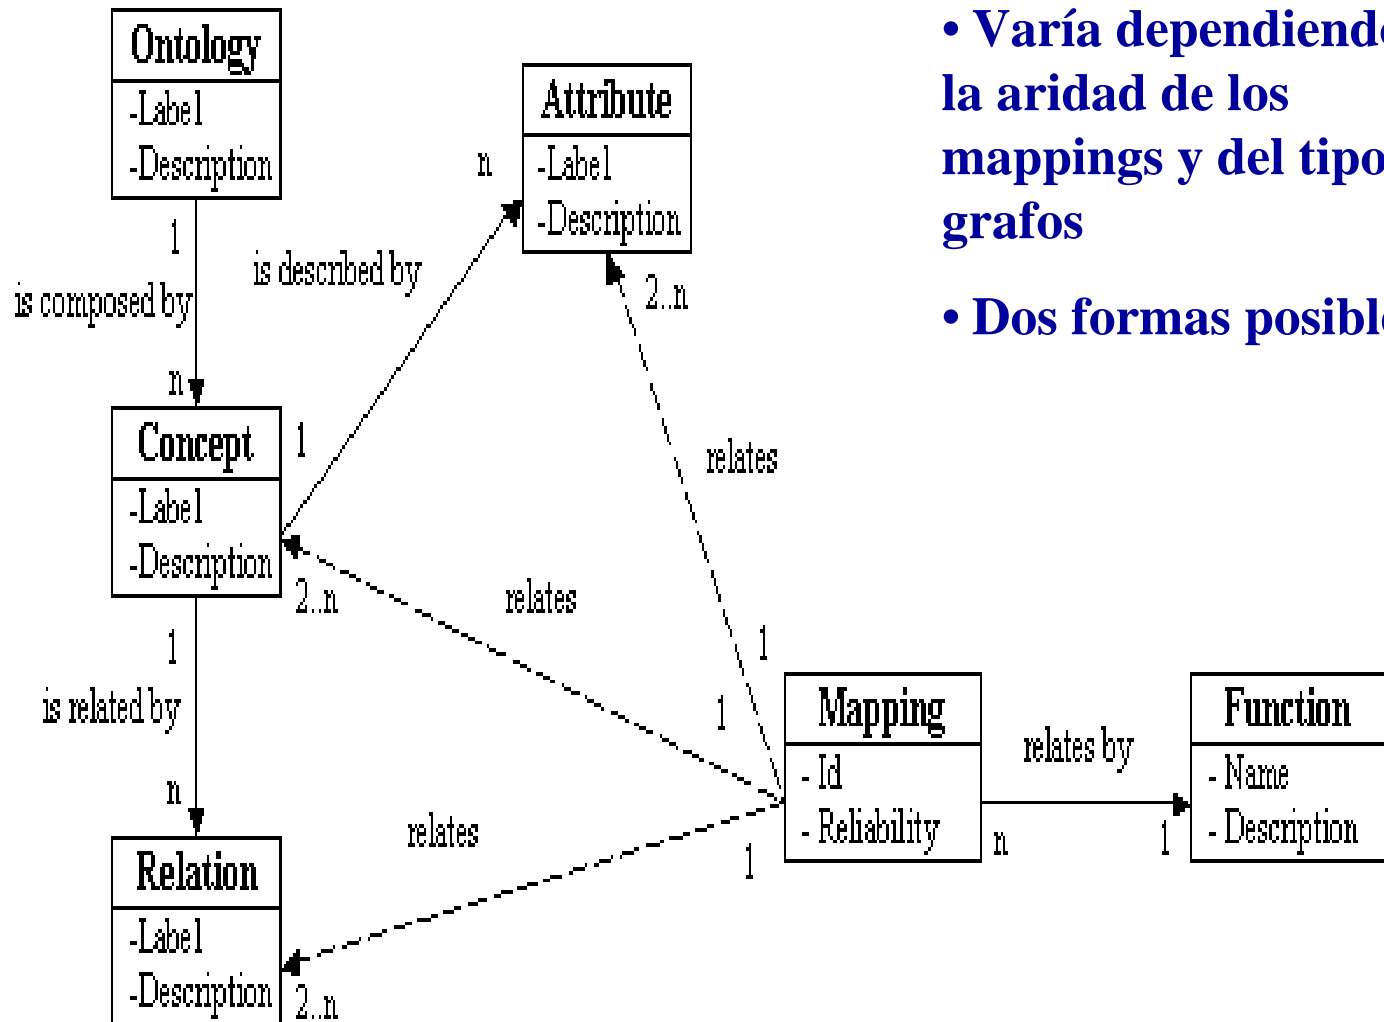 Ontology
-Label
-Description
1
is composed by
n
Concept
-Label
-Description
1
is described by
n
Attribute
-Label
-Description
2..n
relates
1
2..n
relates
1
1
is related by
n
Relation
-Label
-Description
2..n
relates
1
Mapping
- Id
- Reliability
n
relates by
1
Function
- Name
- Description
• Varía dependiend
la aridad de los
mappings y del tipo
grafos
• Dos formas posibl